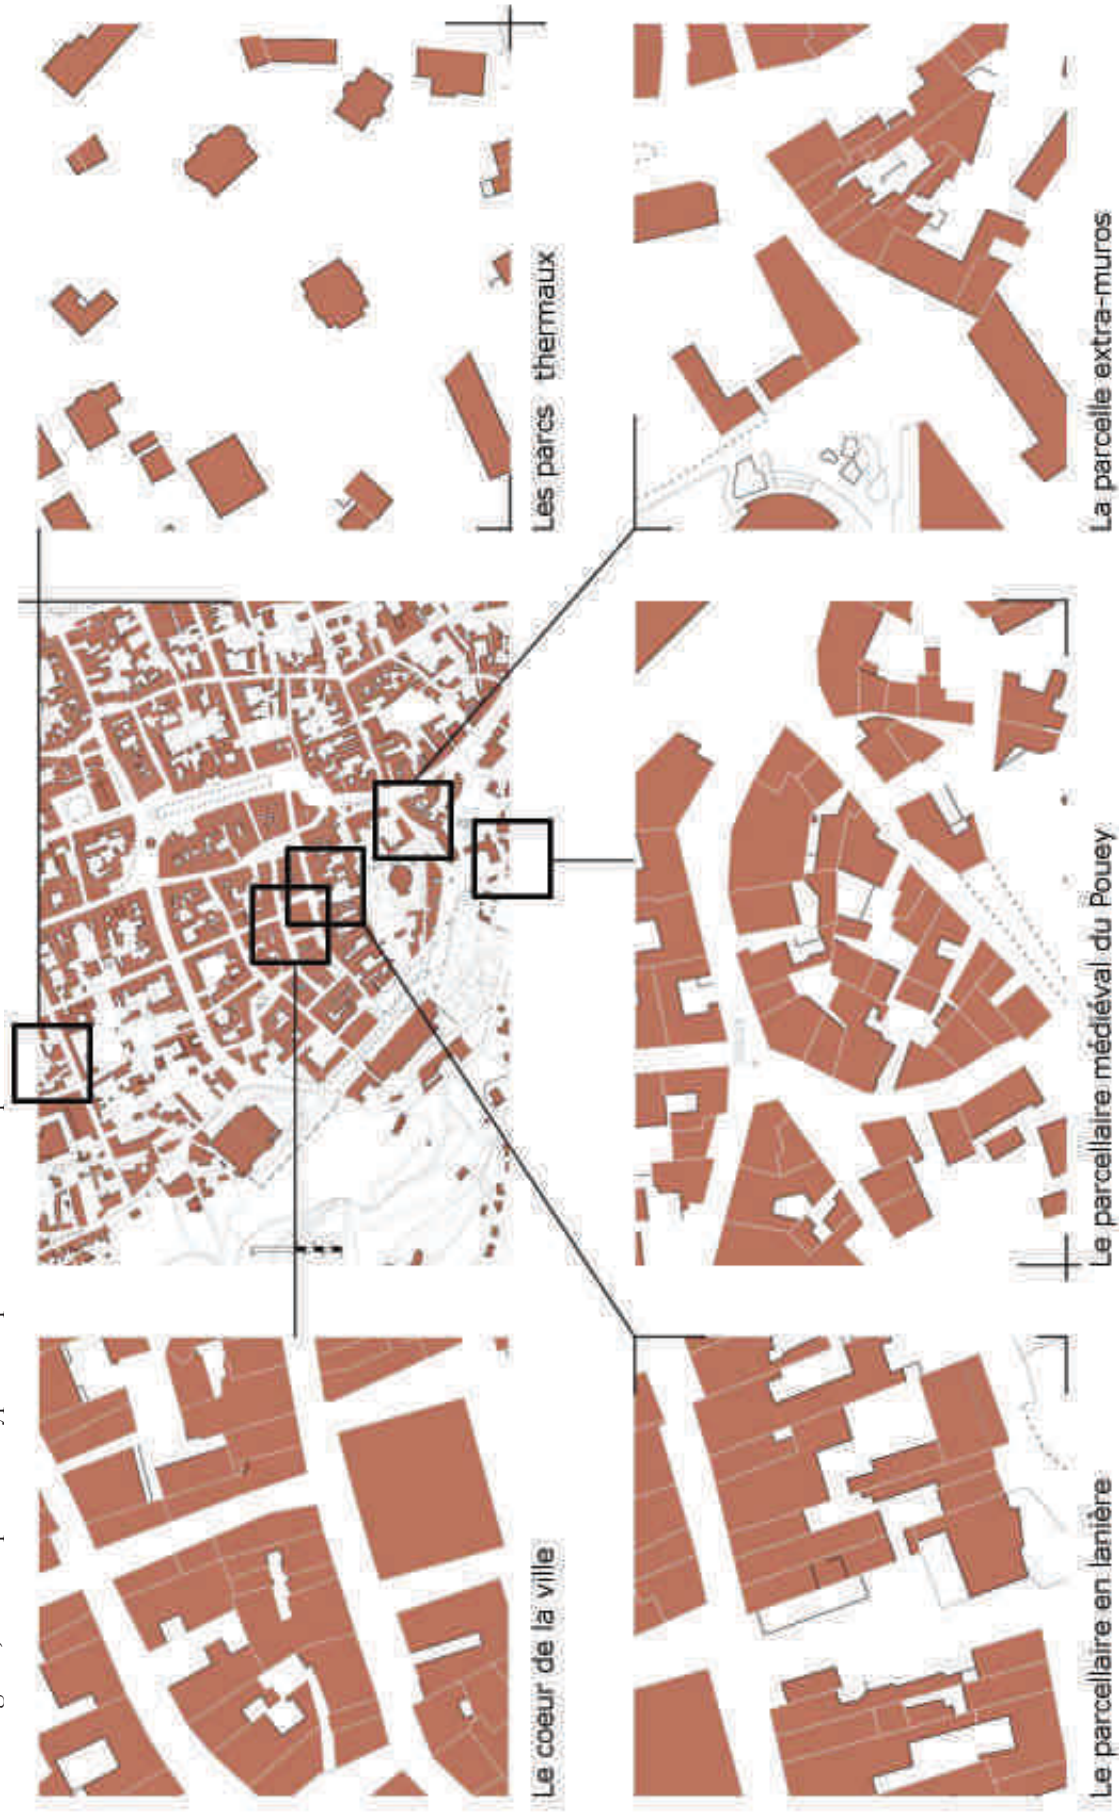 Le coeur de la ville
Les parcs thermaux
Le parcellaire en lanière
Le parcellaire médiéval du Pouey
La parcelle extra-muros